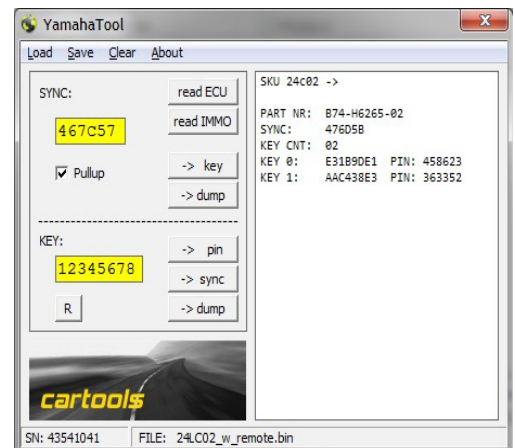 YamahaTool
Load Save Clear About
SYNC:
467C57
Pullup
read ECU
read IMMO
-> key
-> dump
KEY:
12345678
R
-> pin
-> sync
-> dump
cartools
SKU 24c02 ->
PART NR: B74-H6265-02
SYNC: 476D5B
KEY CNT: 02
KEY 0: E31B9DE1 PIN: 458623
KEY 1: AAC438E3 PIN: 363352
SN: 43541041 FILE: 24LC02_w_remote.bin